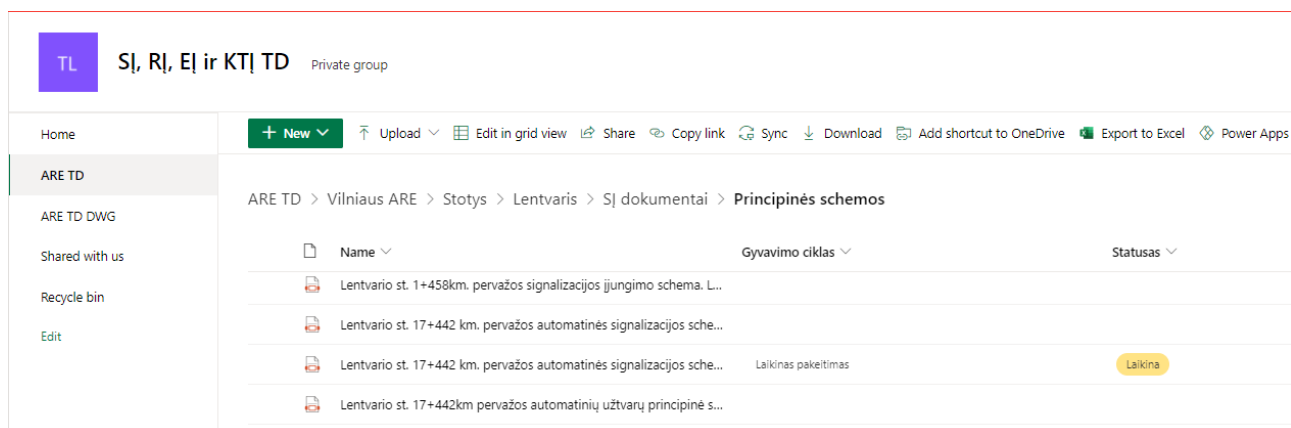 TL
SĮ, RĮ, EĮ ir KTĮ TD Private group
Home
ARE TD
ARE TD DWG
Shared with us
Recycle bin
Edit
New Upload Edit in grid view Share Copy link Sync Download Add shortcut to OneDrive Export to Excel Power Apps
ARE TD > Vilniaus ARE > Stotys > Lentvaris > SĮ dokumentai > Principinės schemos
Name Gyvavimo ciklas Statusas
Lentvario st. 1+458km. pervažos signalizacijos įjungimo schema. L...
Lentvario st. 17+442 km. pervažos automatinės signalizacijos sche...
Lentvario st. 17+442 km. pervažos automatinės signalizacijos sche... Laikinas pakeitimas Laikina
Lentvario st. 17+442km pervažos automatinių užtvarų principinė s...